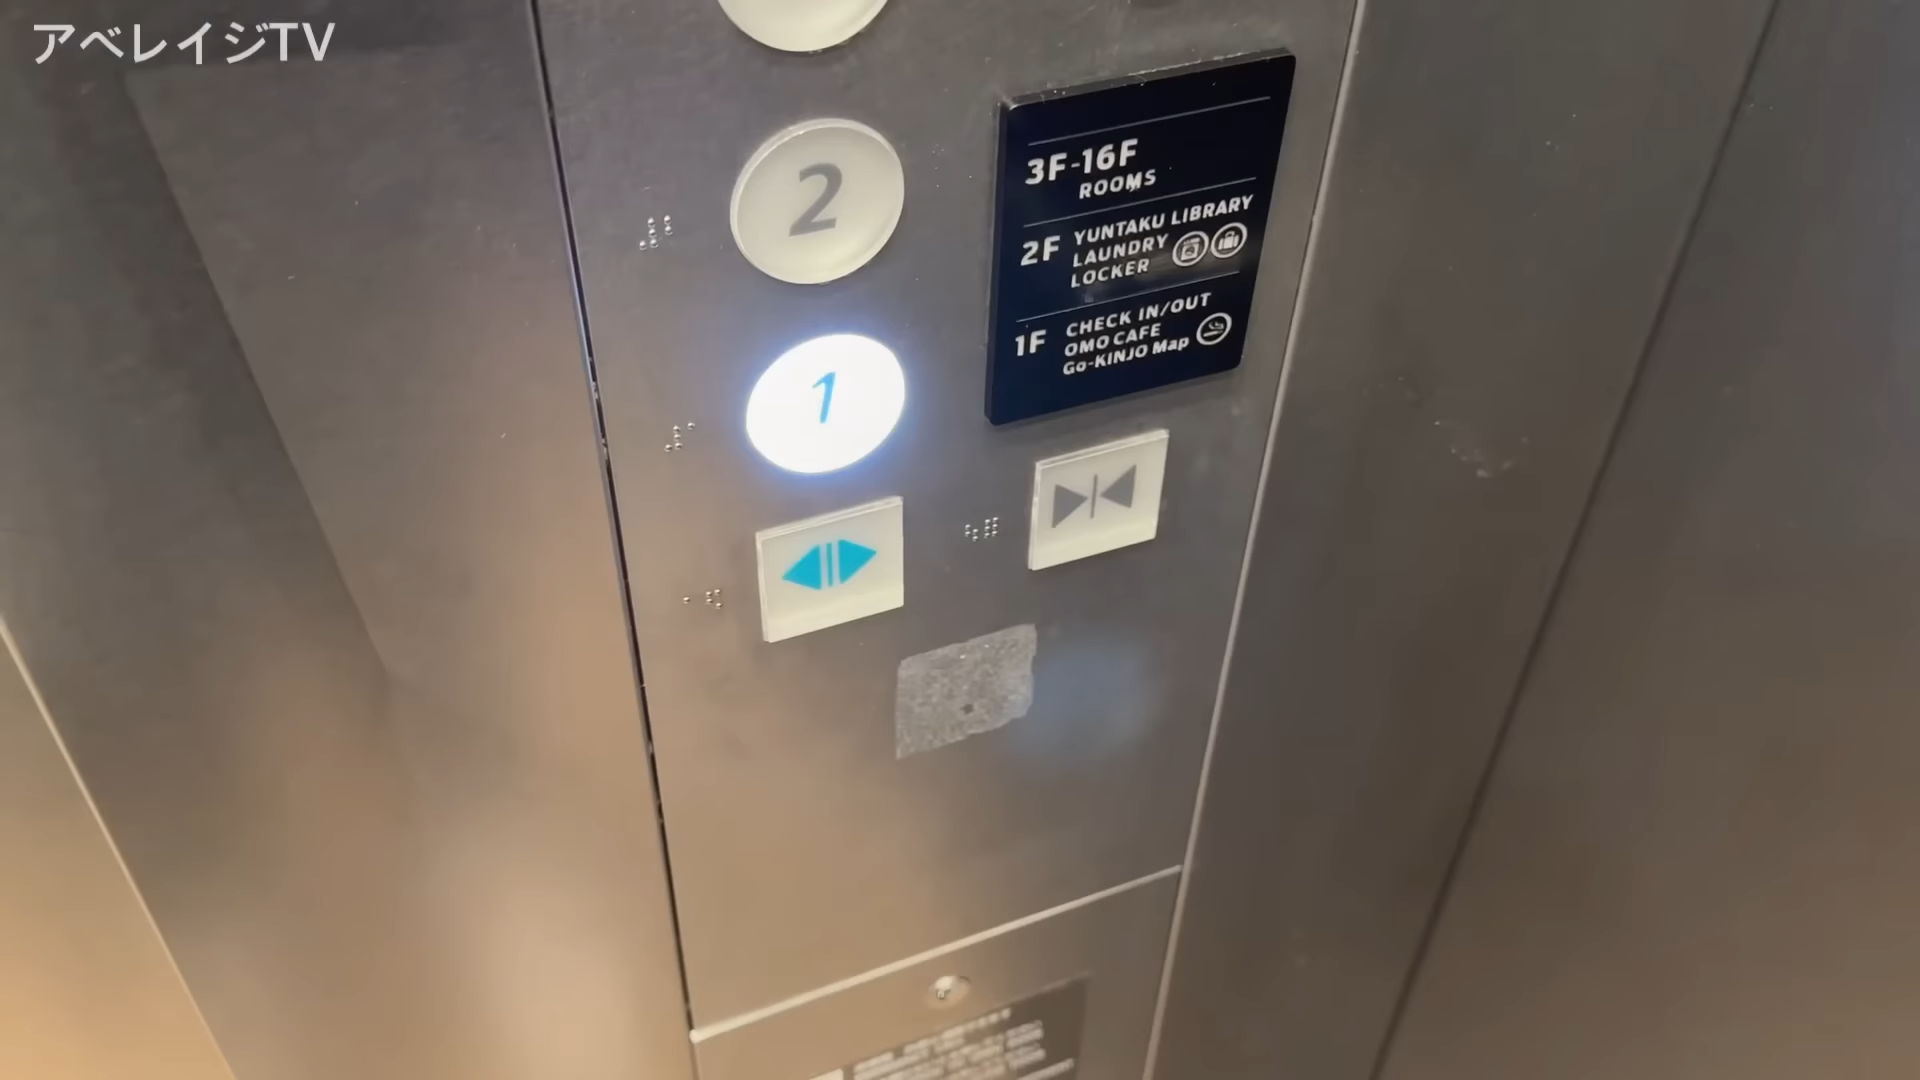 アベレイジTV
3F-16F
ROOMS
2F
YUNTAKU LIBRARY
LAUNDRY
LOCKER
1F
CHECK IN/OUT
OMO CAFE
Go-KINJO Map
2
1